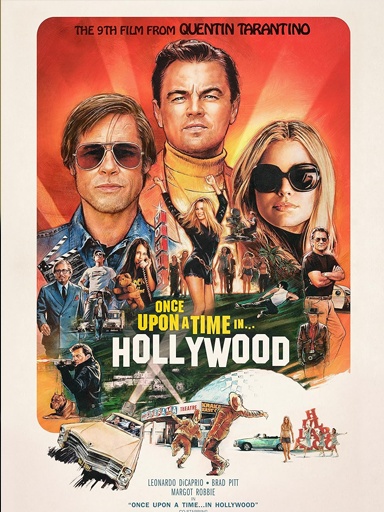 THE 9TH FILM FROM QUENTIN TARANTINO
ONCE
UPON A TIME IN...
HOLLYWOOD
THEATRE
LEONARDO DiCAPRIO • BRAD PITT
MARGOT ROBBIE
IN
"ONCE UPON A TIME...IN HOLLYWOOD"